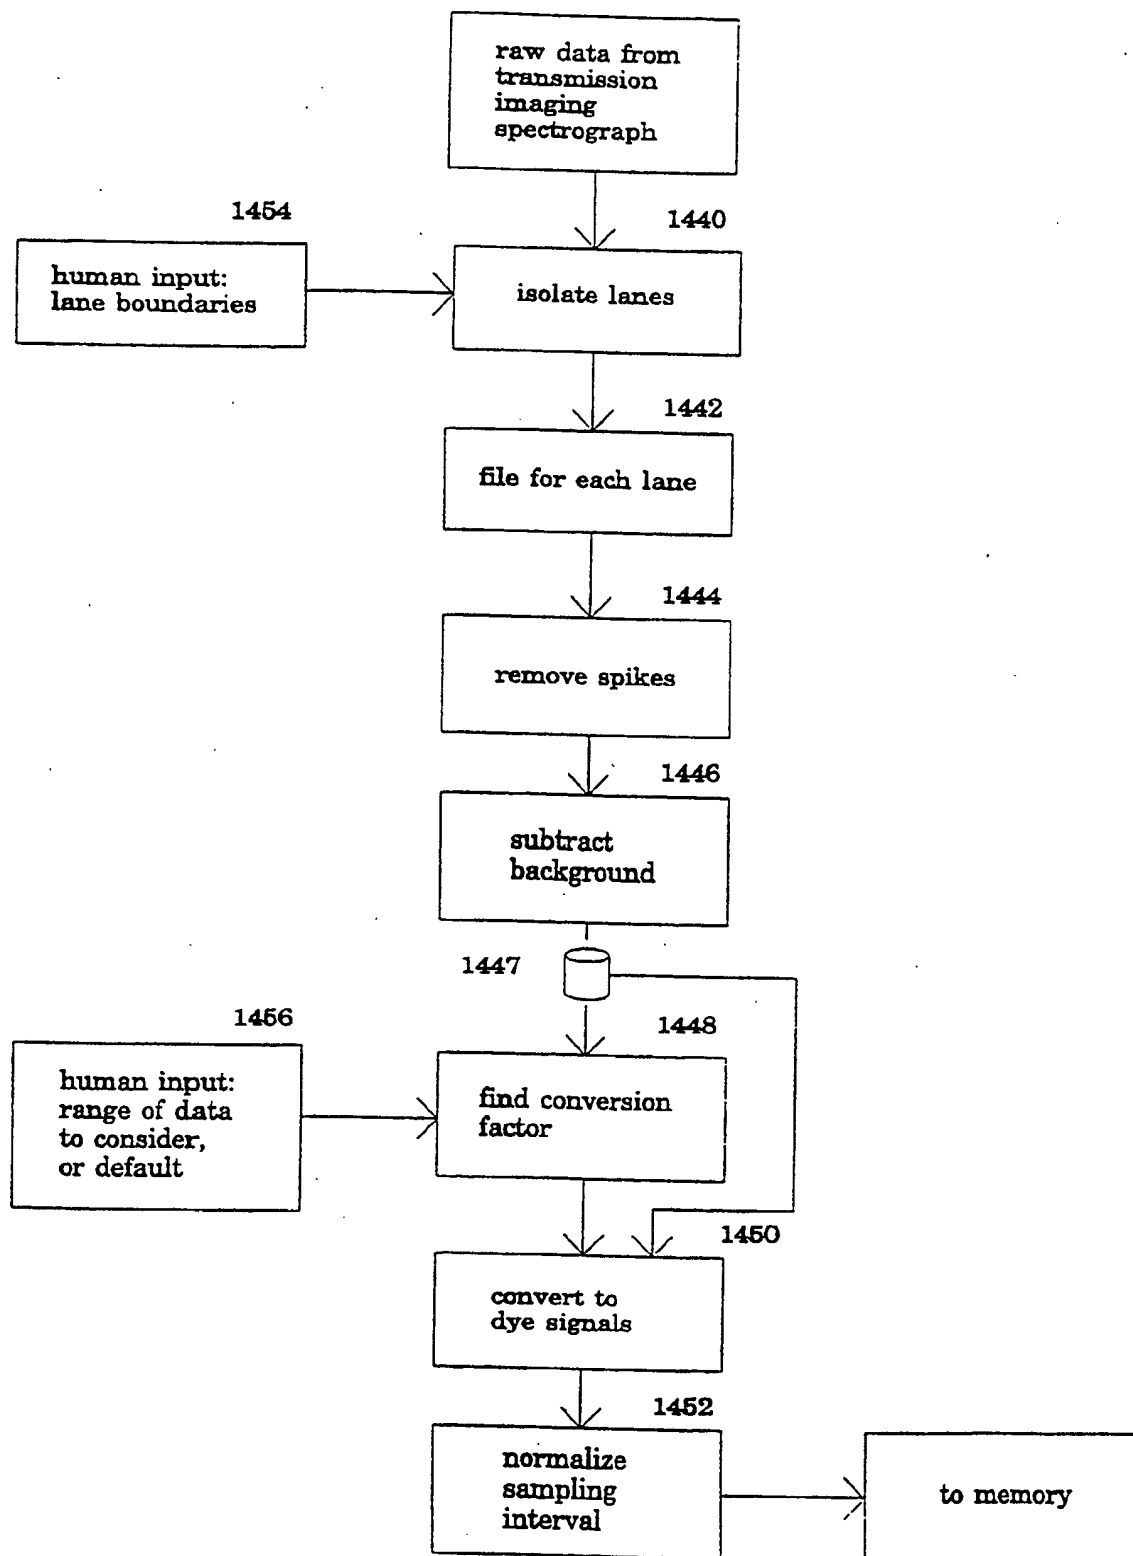 raw data from
transmission
imaging
spectrograph
1454
1440
human input:
lane boundaries
isolate lanes
1442
file for each lane
1444
remove spikes
1446
subtract
background
1447
1456
1448
human input:
range of data
to consider,
or default
find conversion
factor
1450
convert to
dye signals
1452
normalize
sampling
interval
to memory